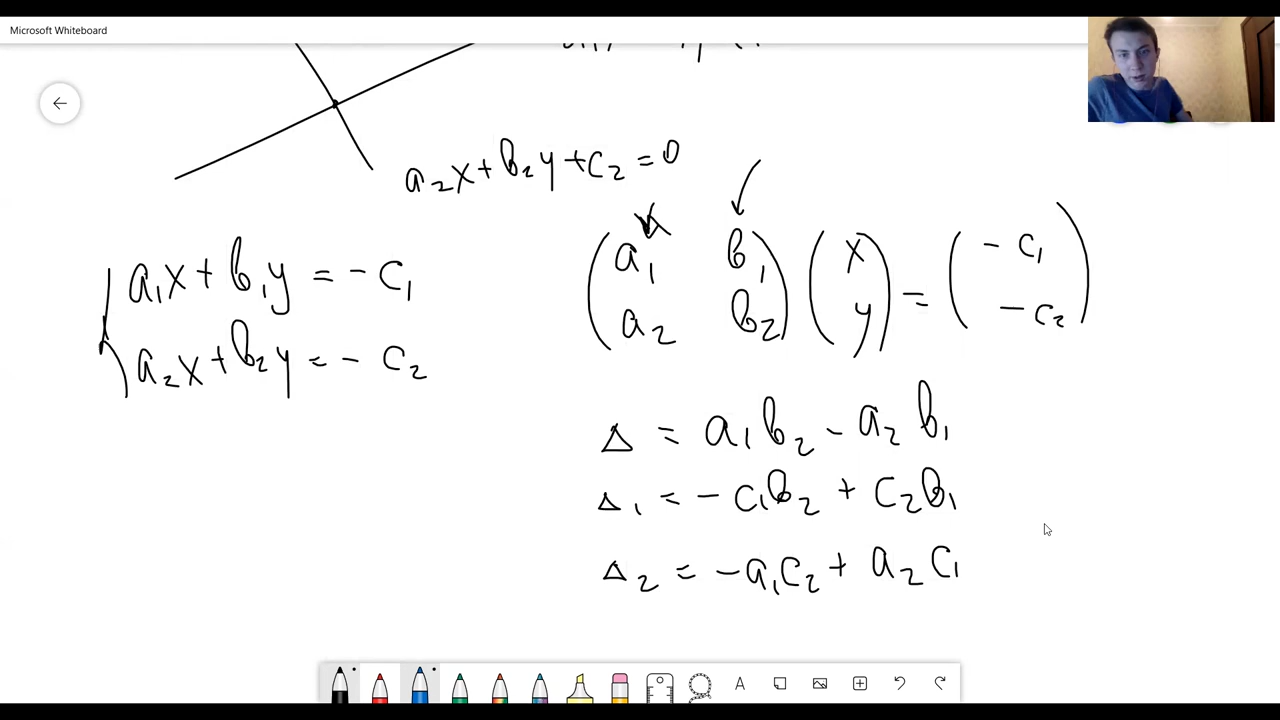 Microsoft Whiteboard
a₂x+b₂y+c₂=0
a₁x+b₁y = -c₁
a₂x+b₂y = -c₂
(a₁ b₁) (x) = (-c₁)
(a₂ b₂) (y) (-c₂)
Δ = a₁b₂ - a₂b₁
Δ₁ = -c₁b₂ + c₂b₁
Δ₂ = -a₁c₂ + a₂c₁
A